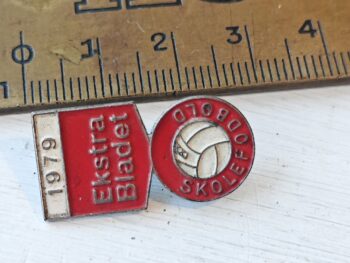 0 1 2 3 4
1979
Ekstra
Bladet
SKOLEFODBOLD